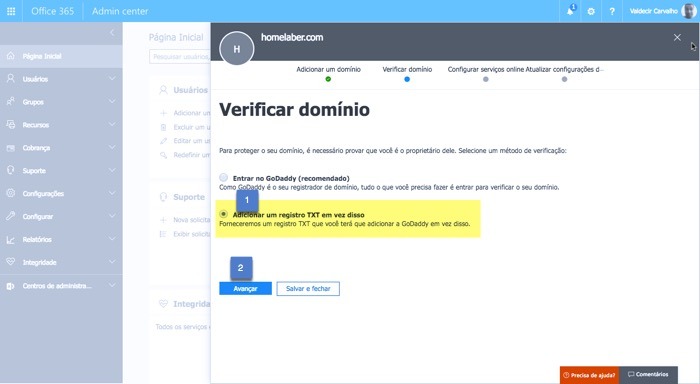 Office 365
Admin center
1
?
Valdecir Carvalho
Página Inicial
Usuários
Grupos
Recursos
Cobrança
Suporte
Configurações
Configurar
Relatórios
Integridade
Centros de administra...
Página Inicial
Pesquisar usuários,
Usuários
Adicionar um
Excluir um u
Editar um us
Redefinir um
Suporte
Nova solicita
Exibir solicit
Integrida
Todos os serviços e
H
homelaber.com
Adicionar um domínio
Verificar domínio
Configurar serviços online
Atualizar configurações d...
Verificar domínio
Para proteger o seu domínio, é necessário provar que você é o proprietário dele. Selecione um método de verificação:
Entrar no GoDaddy (recomendado)
Como GoDaddy é o seu registrador de domínio, tudo o que você precisa fazer é entrar para verificar o seu domínio.
1
Adicionar um registro TXT em vez disso
Forneceremos um registro TXT que você terá que adicionar a GoDaddy em vez disso.
2
Avançar
Salvar e fechar
Precisa de ajuda?
Comentários